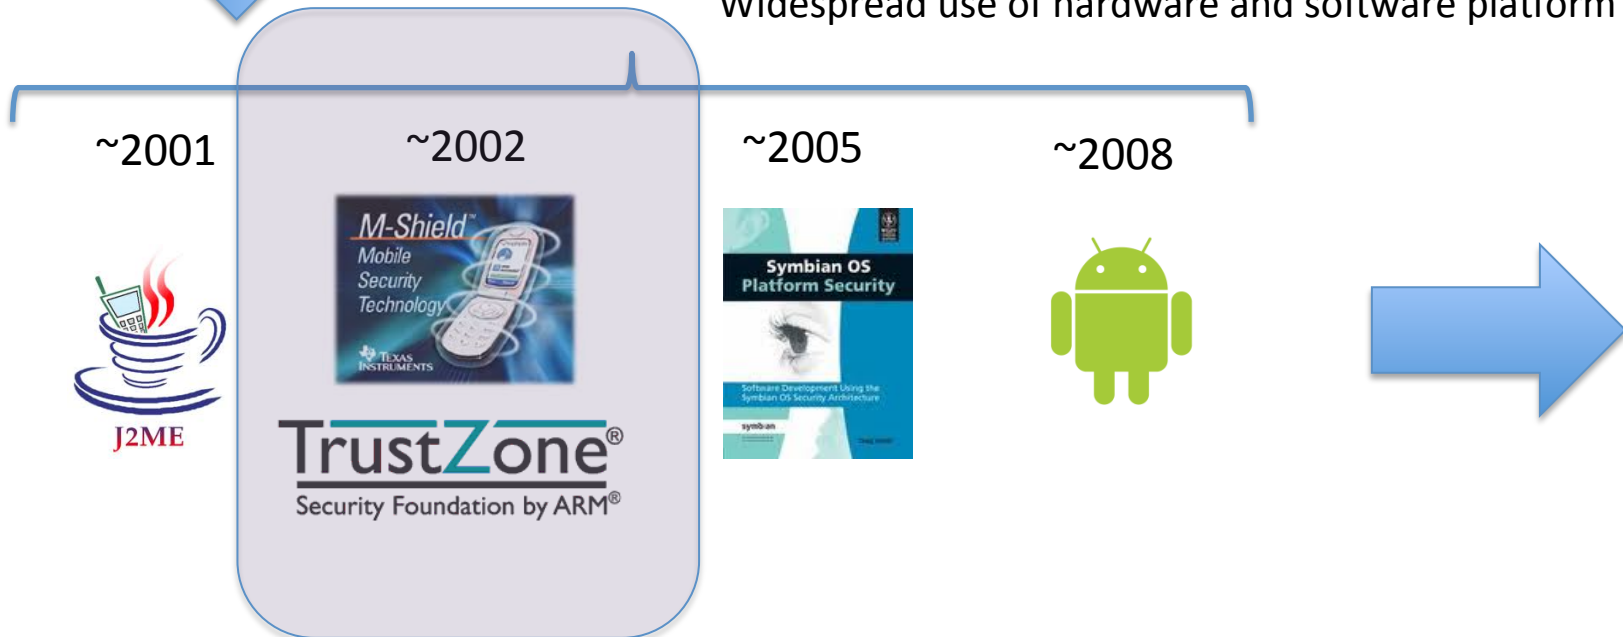 Widespread use of hardware and software platform
~2001
~2002
~2005
~2008
M-Shield™
Mobile
Security
Technology
TEXAS
INSTRUMENTS
J2ME
TrustZone®
Security Foundation by ARM®
Symbian OS
Platform Security
Software Development Using the
Symbian OS Security Architecture
symbian